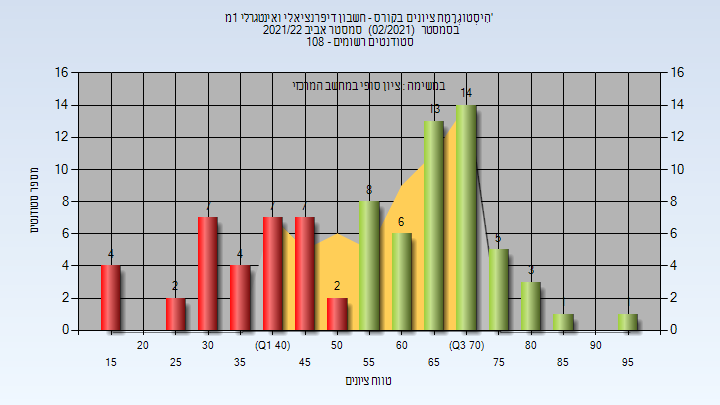 היסטוגרמת ציונים בקורס - חשבון דיפרנציאלי ואינטגרלי 1מ'
בסמסטר (02/2021) סמסטר אביב 2021/22
סטודנטים רשומים - 108
במשימה : ציון סופי במחשב המרכזי
מספר סטודנטים
16 16
14 14
12 12
10 10
8 8
6 6
4 4
2 2
0 0
4 2 7 4 7 7 2 8 6 13 14 5 3
20 30 (Q1 40) 50 60 (Q3 70) 80 90
15 25 35 45 55 65 75 85 95
טווח ציונים